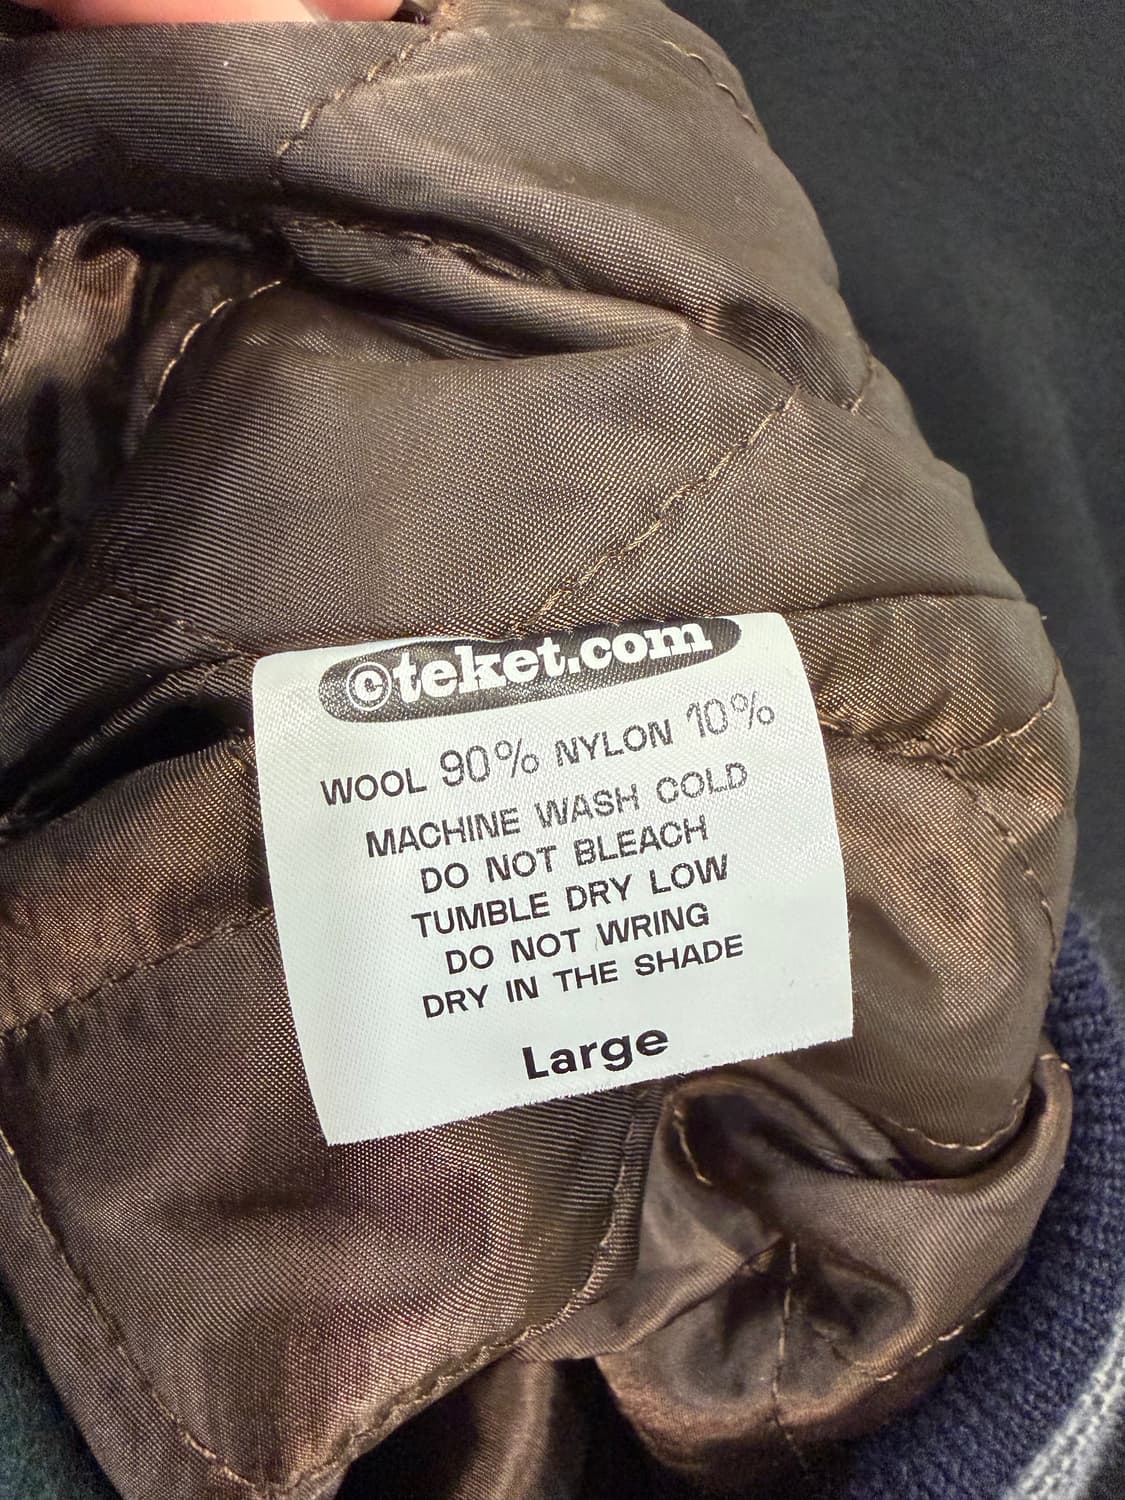 ©teket.com
WOOL 90% NYLON 10%
MACHINE WASH COLD
DO NOT BLEACH
TUMBLE DRY LOW
DO NOT WRING
DRY IN THE SHADE
Large